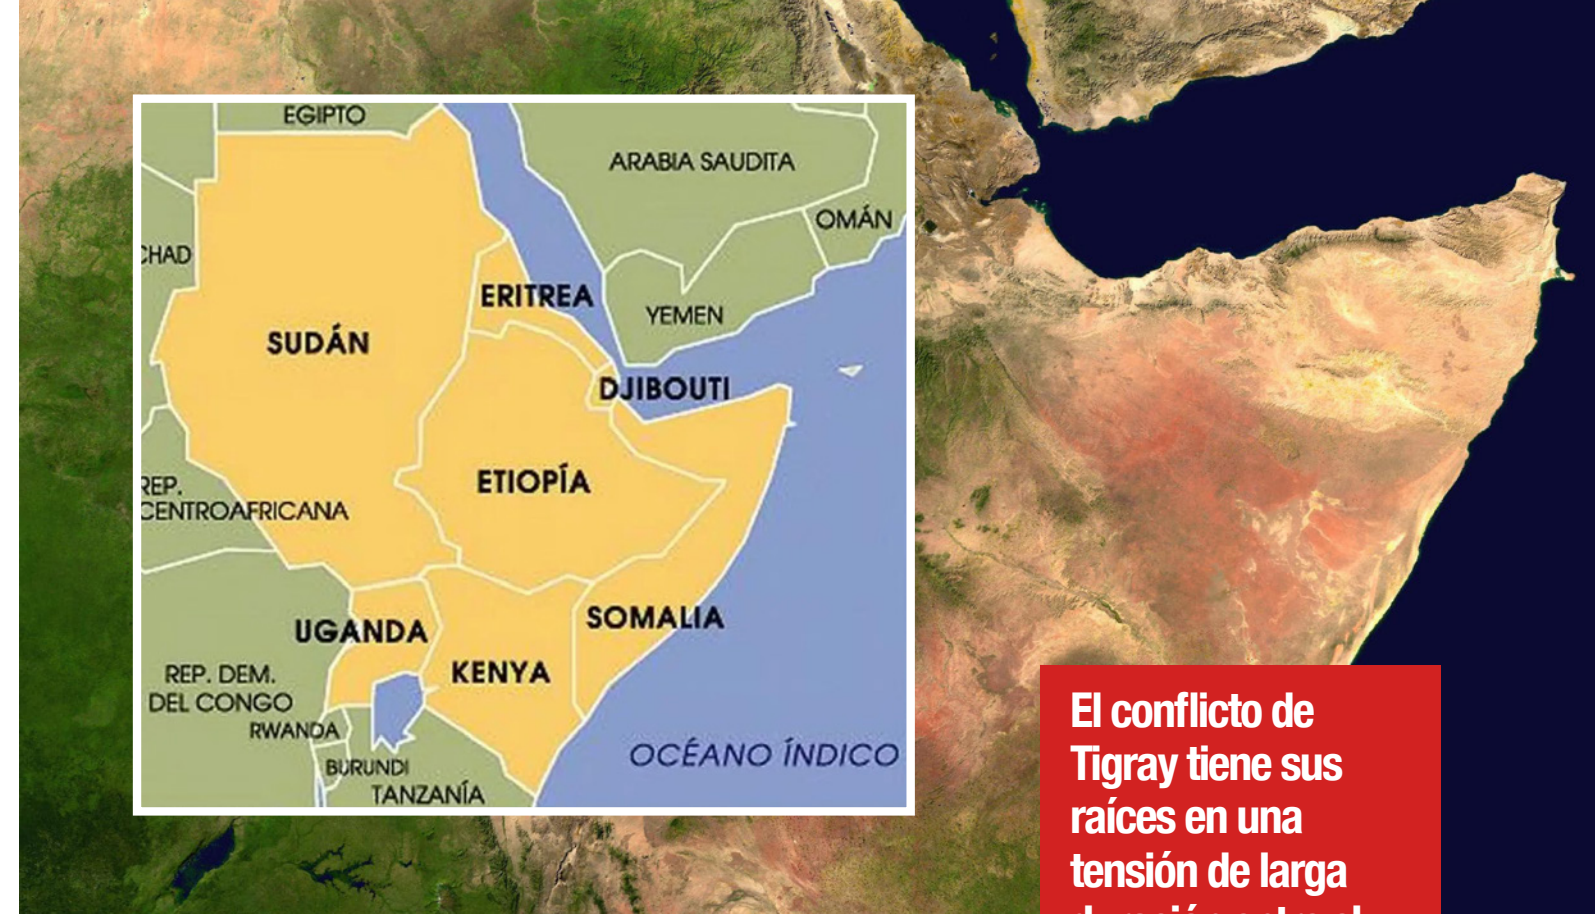 EGIPTO
ARABIA SAUDITA
OMÁN
CHAD
ERITREA
YEMEN
SUDÁN
DJIBOUTI
ETIOPÍA
REP.
CENTROAFRICANA
SOMALIA
UGANDA
KENYA
REP. DEM.
DEL CONGO
RWANDA
OCÉANO ÍNDICO
BURUNDI
TANZANÍA
El conflicto de
Tigray tiene sus
raíces en una
tensión de larga